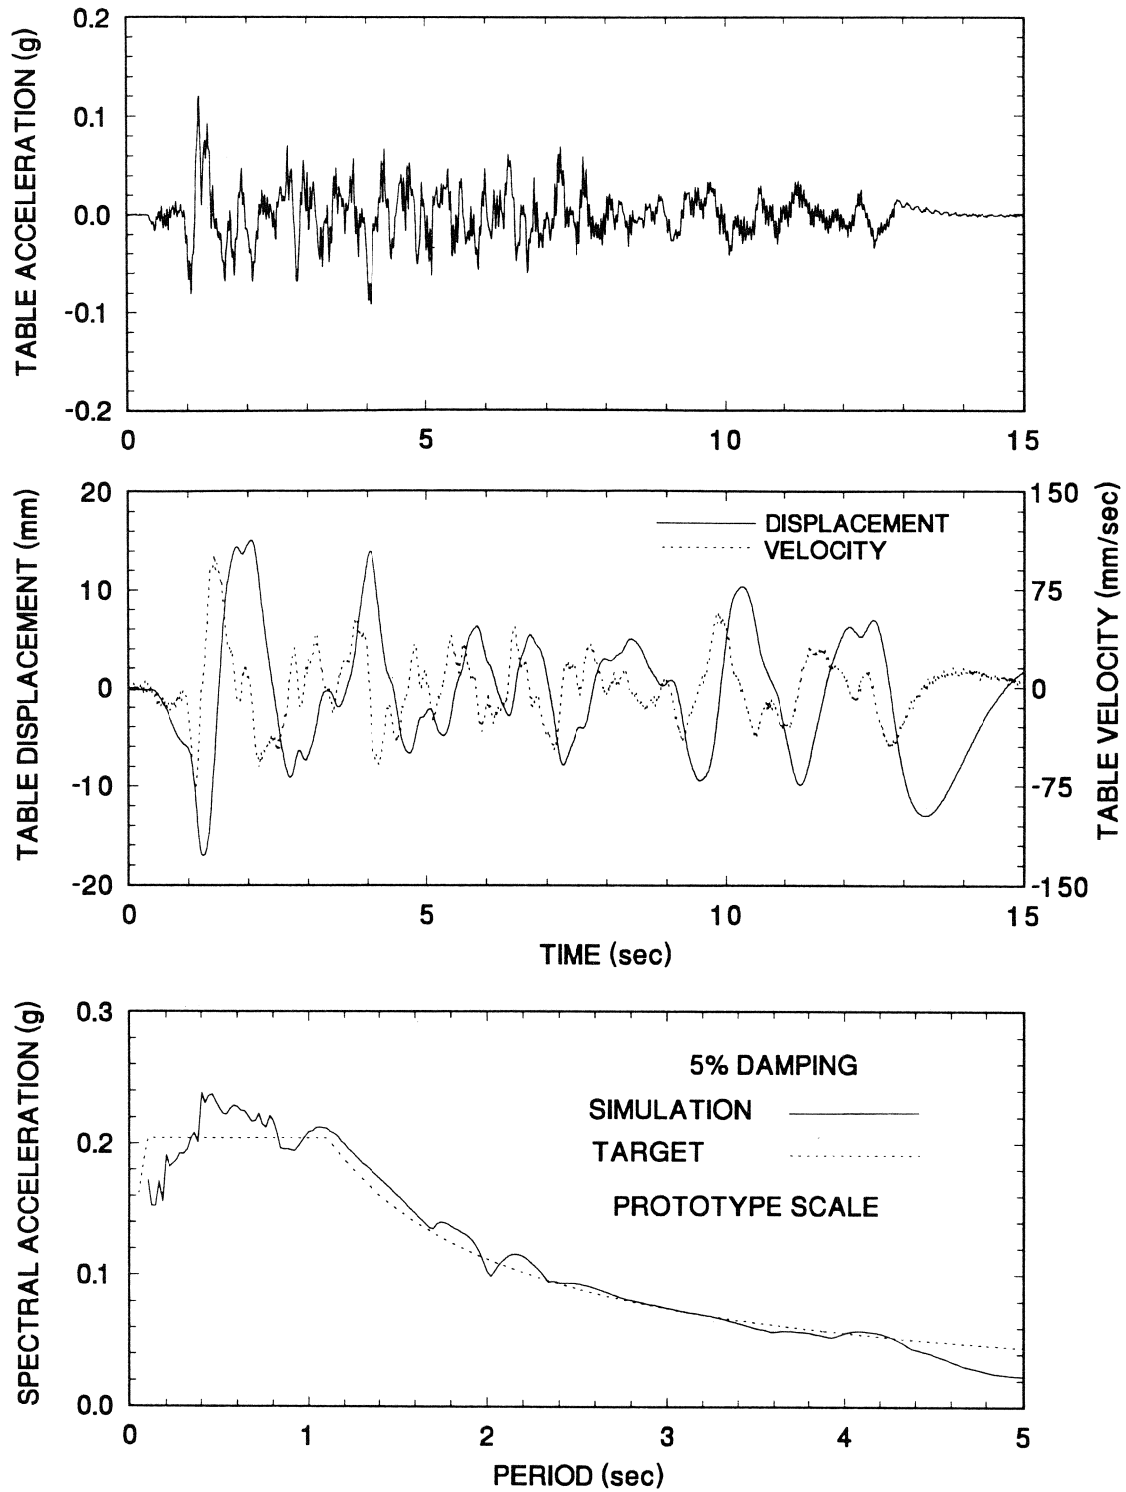 TABLE ACCELERATION (g)
0.2
0.1
0.0
-0.1
-0.2
0 5 10 15
TABLE DISPLACEMENT (mm)
20
10
0
-10
-20
DISPLACEMENT
VELOCITY
150
75
0
-75
-150
TABLE VELOCITY (mm/sec)
0 5 10 15
TIME (sec)
SPECTRAL ACCELERATION (g)
0.3
0.2
0.1
0.0
5% DAMPING
SIMULATION
TARGET
PROTOTYPE SCALE
0 1 2 3 4 5
PERIOD (sec)